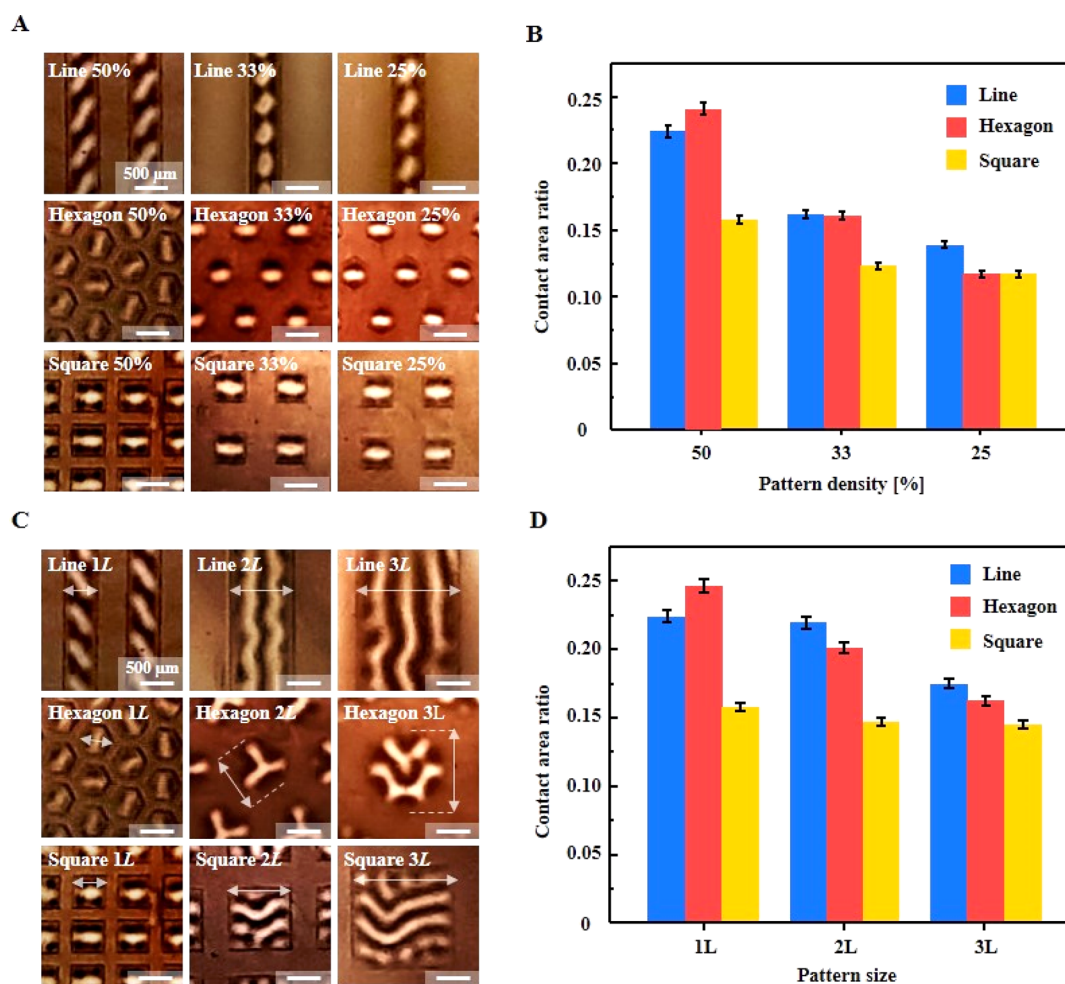 A
Line 50%
Line 33%
Line 25%
500 µm
Hexagon 50%
Hexagon 33%
Hexagon 25%
Square 50%
Square 33%
Square 25%
B
Contact area ratio
0.25
0.20
0.15
0.10
0.05
0
Line
Hexagon
Square
50
33
25
Pattern density [%]
C
Line 1L
Line 2L
Line 3L
500 µm
Hexagon 1L
Hexagon 2L
Hexagon 3L
Square 1L
Square 2L
Square 3L
D
Contact area ratio
0.25
0.20
0.15
0.10
0.05
0
Line
Hexagon
Square
1L
2L
3L
Pattern size